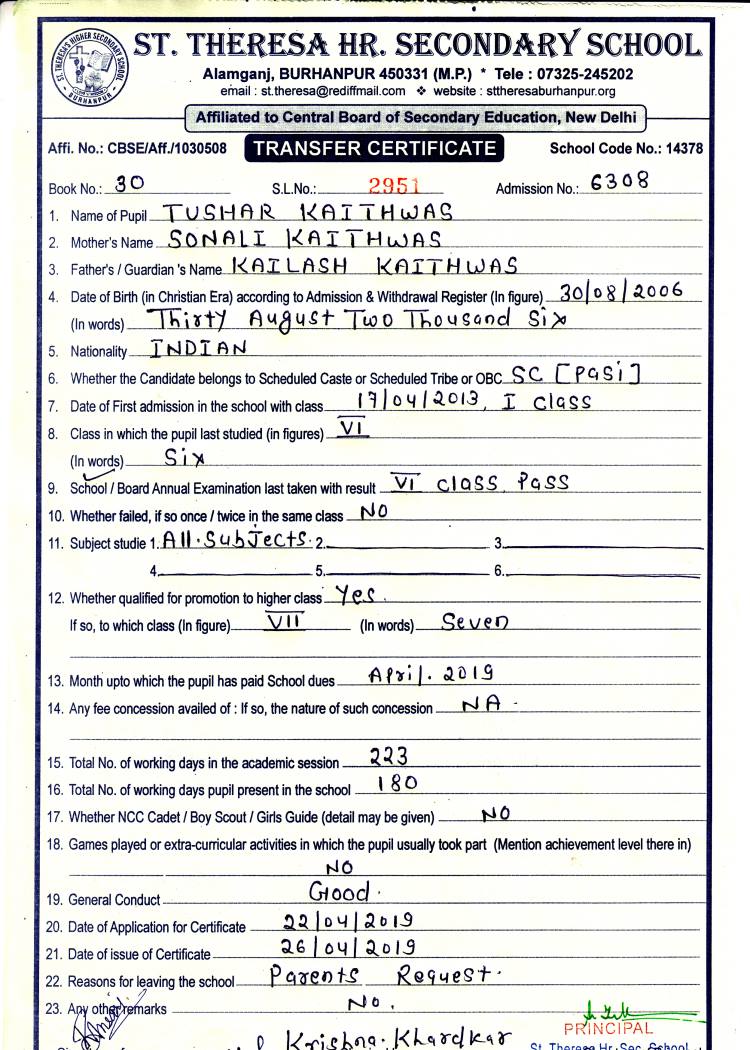 ST. THERESA'S HIGHER SECONDARY SCHOOL
BURHANPUR
ST. THERESA HR. SECONDARY SCHOOL
Alamganj, BURHANPUR 450331 (M.P.) * Tele : 07325-245202
email : st.theresa@rediffmail.com ❖ website : sttheresaburhanpur.org
Affiliated to Central Board of Secondary Education, New Delhi
Affi. No.: CBSE/Aff./1030508 TRANSFER CERTIFICATE School Code No.: 14378
Book No.: 30 S.L.No.: 2951 Admission No.: 6308
1. Name of Pupil TUSHAR KAITHWAS
2. Mother's Name SONALI KAITHWAS
3. Father's / Guardian 's Name KAILASH KAITHWAS
4. Date of Birth (in Christian Era) according to Admission & Withdrawal Register (In figure) 30/08/2006
(In words) Thirty August Two Thousand Six
5. Nationality INDIAN
6. Whether the Candidate belongs to Scheduled Caste or Scheduled Tribe or OBC SC [Pasi]
7. Date of First admission in the school with class 17/04/2013, I Class
8. Class in which the pupil last studied (in figures) VI
(In words) Six
9. School / Board Annual Examination last taken with result VI Class Pass
10. Whether failed, if so once / twice in the same class NO
11. Subject studie 1. All Subjects 2. 3.
4. 5. 6.
12. Whether qualified for promotion to higher class Yes.
If so, to which class (In figure) VII (In words) Seven
13. Month upto which the pupil has paid School dues April. 2019
14. Any fee concession availed of : If so, the nature of such concession NA
15. Total No. of working days in the academic session 223
16. Total No. of working days pupil present in the school 180
17. Whether NCC Cadet / Boy Scout / Girls Guide (detail may be given) NO
18. Games played or extra-curricular activities in which the pupil usually took part (Mention achievement level there in)
NO
19. General Conduct Good.
20. Date of Application for Certificate 22/04/2019
21. Date of issue of Certificate 26/04/2019
22. Reasons for leaving the school Parents Request.
23. Any other remarks No.
PRINCIPAL
Krishna. Khardkar
St. Theresa Hr. Sec. School